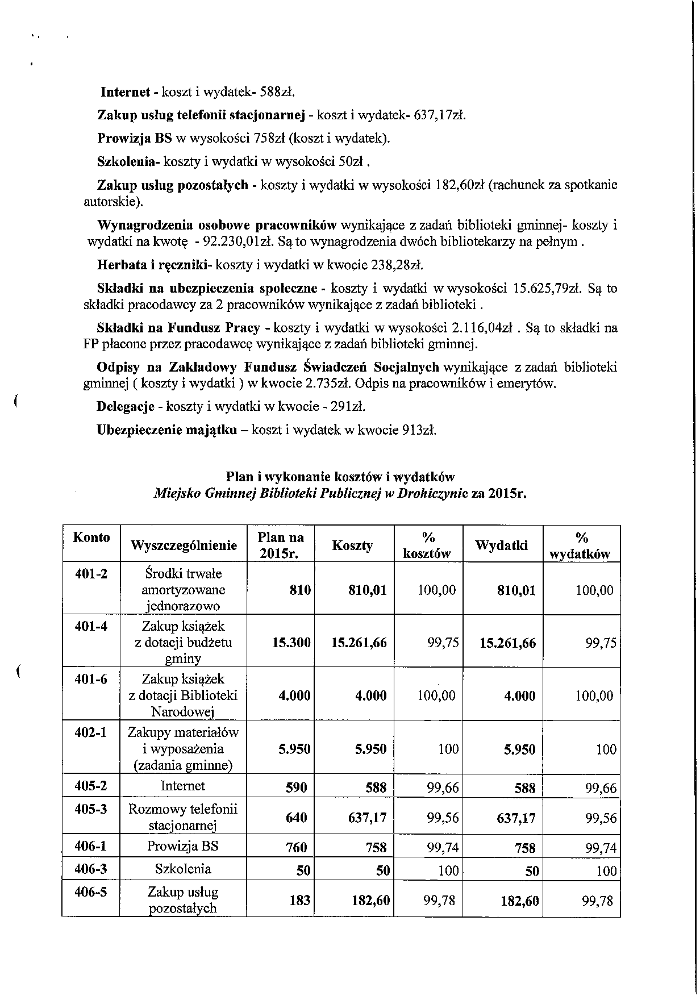 Internet - koszt i wydatek- 588zł.
Zakup usług telefonii stacjonarnej - koszt i wydatek- 637,17zł.
Prowizja BS w wysokości 758zł (koszt i wydatek).
Szkolenia- koszty i wydatki w wysokości 50zł .
Zakup usług pozostałych - koszty i wydatki w wysokości 182,60zł (rachunek za spotkanie
autorskie).
Wynagrodzenia osobowe pracowników wynikające z zadań biblioteki gminnej- koszty i
wydatki na kwotę - 92.230,01zł. Są to wynagrodzenia dwóch bibliotekarzy na pełnym .
Herbata i ręczniki- koszty i wydatki w kwocie 238,28zł.
Składki na ubezpieczenia społeczne - koszty i wydatki w wysokości 15.625,79zł. Są to
składki pracodawcy za 2 pracowników wynikające z zadań biblioteki .
Składki na Fundusz Pracy - koszty i wydatki w wysokości 2.116,04zł . Są to składki na
FP płacone przez pracodawcę wynikające z zadań biblioteki gminnej.
Odpisy na Zakładowy Fundusz Świadczeń Socjalnych wynikające z zadań biblioteki
gminnej ( koszty i wydatki ) w kwocie 2.735zł. Odpis na pracowników i emerytów.
Delegacje - koszty i wydatki w kwocie - 291zł.
Ubezpieczenie majątku – koszt i wydatek w kwocie 913zł.
Plan i wykonanie kosztów i wydatków
Miejsko Gminnej Biblioteki Publicznej w Drohiczynie za 2015r.
Konto Wyszczególnienie Plan na 2015r. Koszty % kosztów Wydatki % wydatków
401-2 Środki trwałe
amortyzowane 810 810,01 100,00 810,01 100,00
jednorazowo
401-4 Zakup książek
z dotacji budżetu 15.300 15.261,66 99,75 15.261,66 99,75
gminy
401-6 Zakup książek
z dotacji Biblioteki 4.000 4.000 100,00 4.000 100,00
Narodowej
402-1 Zakupy materiałów
i wyposażenia 5.950 5.950 100 5.950 100
(zadania gminne)
405-2 Internet 590 588 99,66 588 99,66
405-3 Rozmowy telefonii
stacjonarnej 640 637,17 99,56 637,17 99,56
406-1 Prowizja BS 760 758 99,74 758 99,74
406-3 Szkolenia 50 50 100 50 100
406-5 Zakup usług
pozostałych 183 182,60 99,78 182,60 99,78